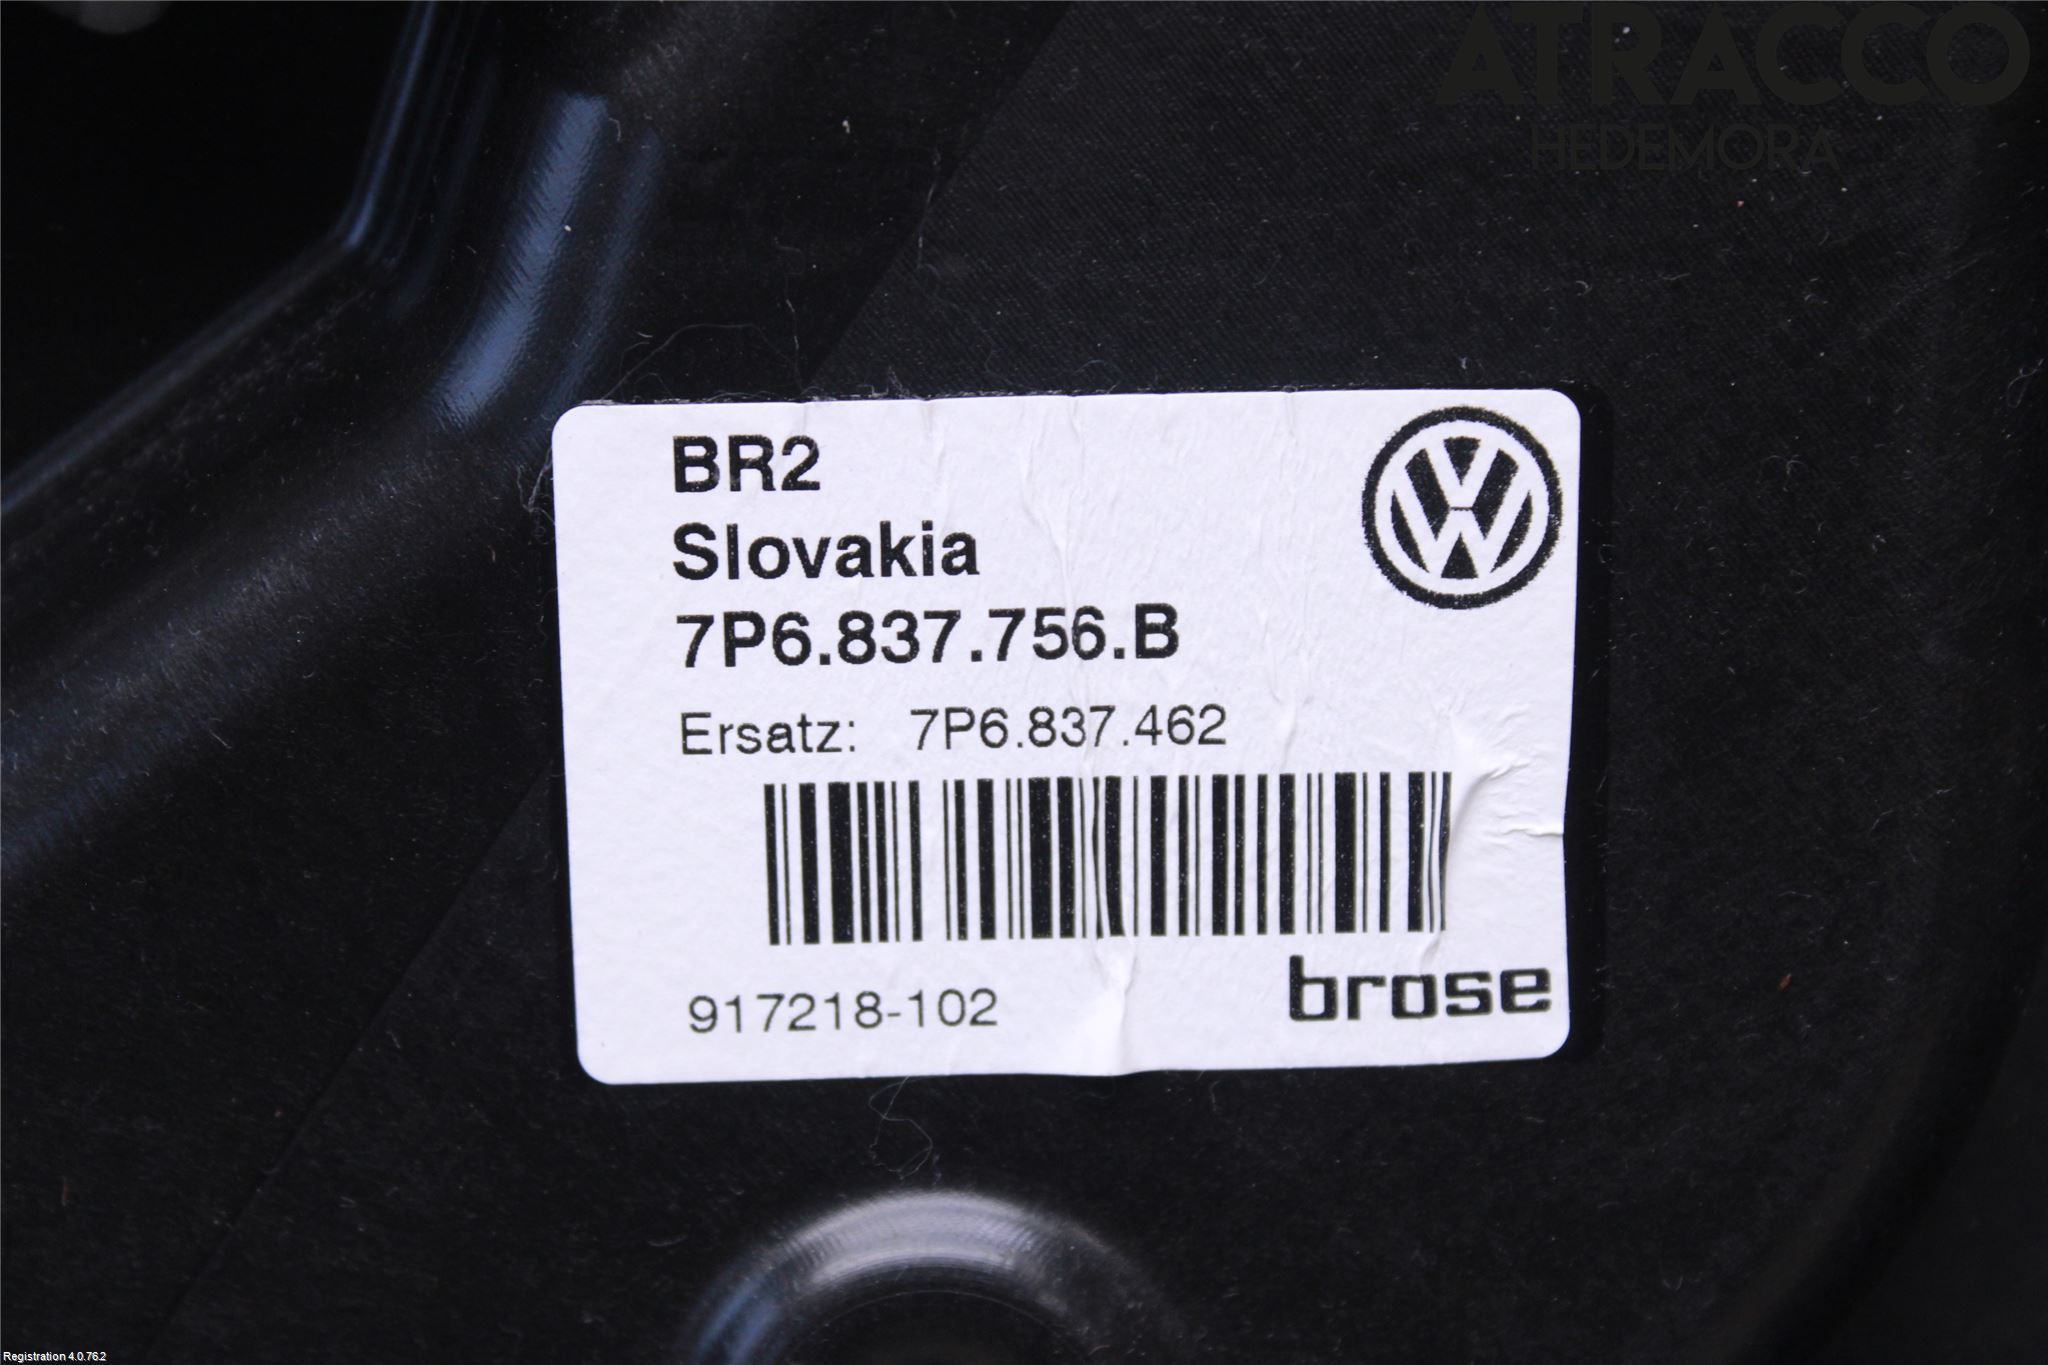 ATRACCO
HEDEMORA
BR2
Slovakia
7P6.837.756.B
Ersatz: 7P6.837.462
917218-102
brose
Registration 4.0.76.2